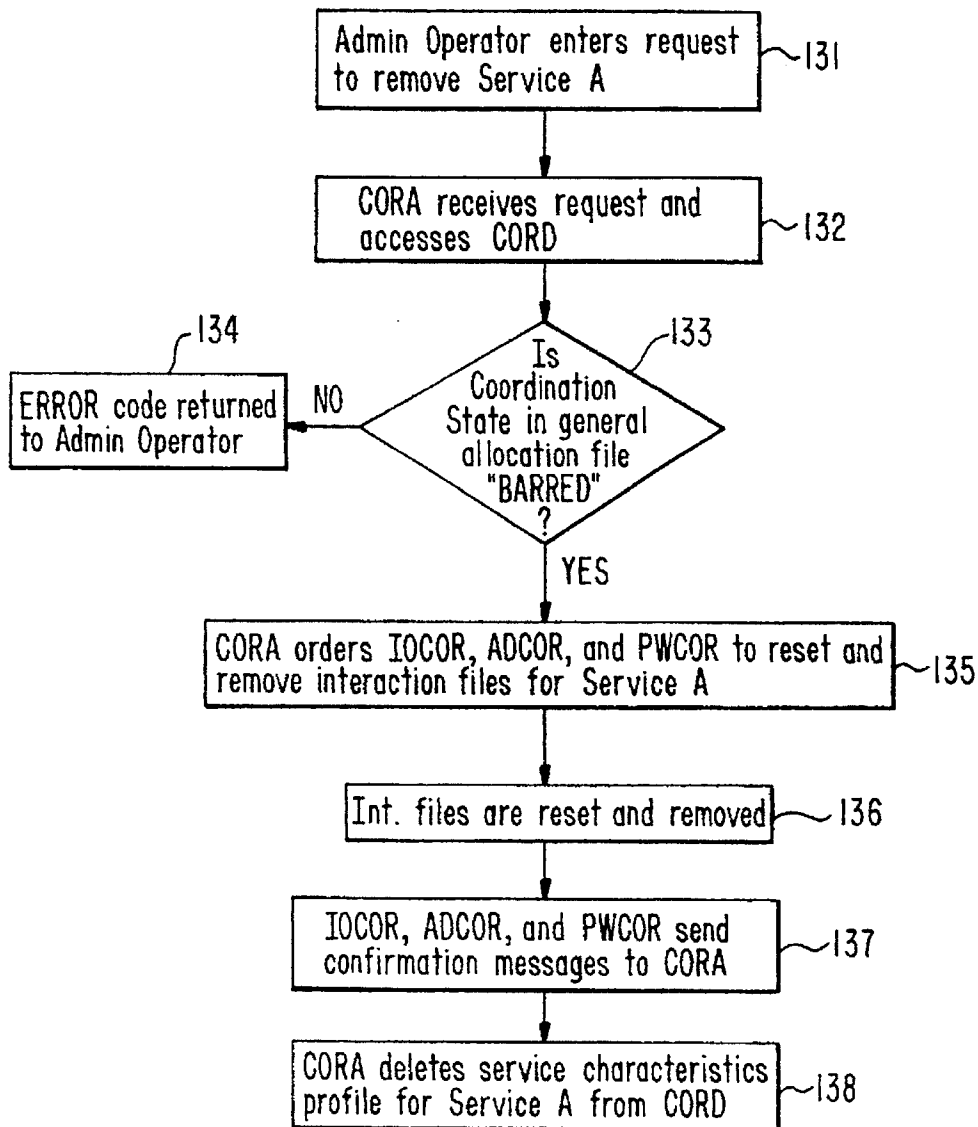 Admin Operator enters request
to remove Service A
131
CORA receives request and
accesses CORD
132
133
Is
Coordination
State in general
allocation file
"BARRED"
?
134
ERROR code returned
to Admin Operator
NO
YES
CORA orders IOCOR, ADCOR, and PWCOR to reset and
remove interaction files for Service A
135
Int. files are reset and removed
136
IOCOR, ADCOR, and PWCOR send
confirmation messages to CORA
137
CORA deletes service characteristics
profile for Service A from CORD
138